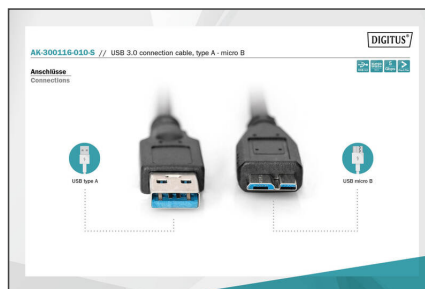 DIGITUS®
AK-300116-010-S // USB 3.0 connection cable, type A - micro B
Anschlüsse
Connections
USB type A
USB micro B